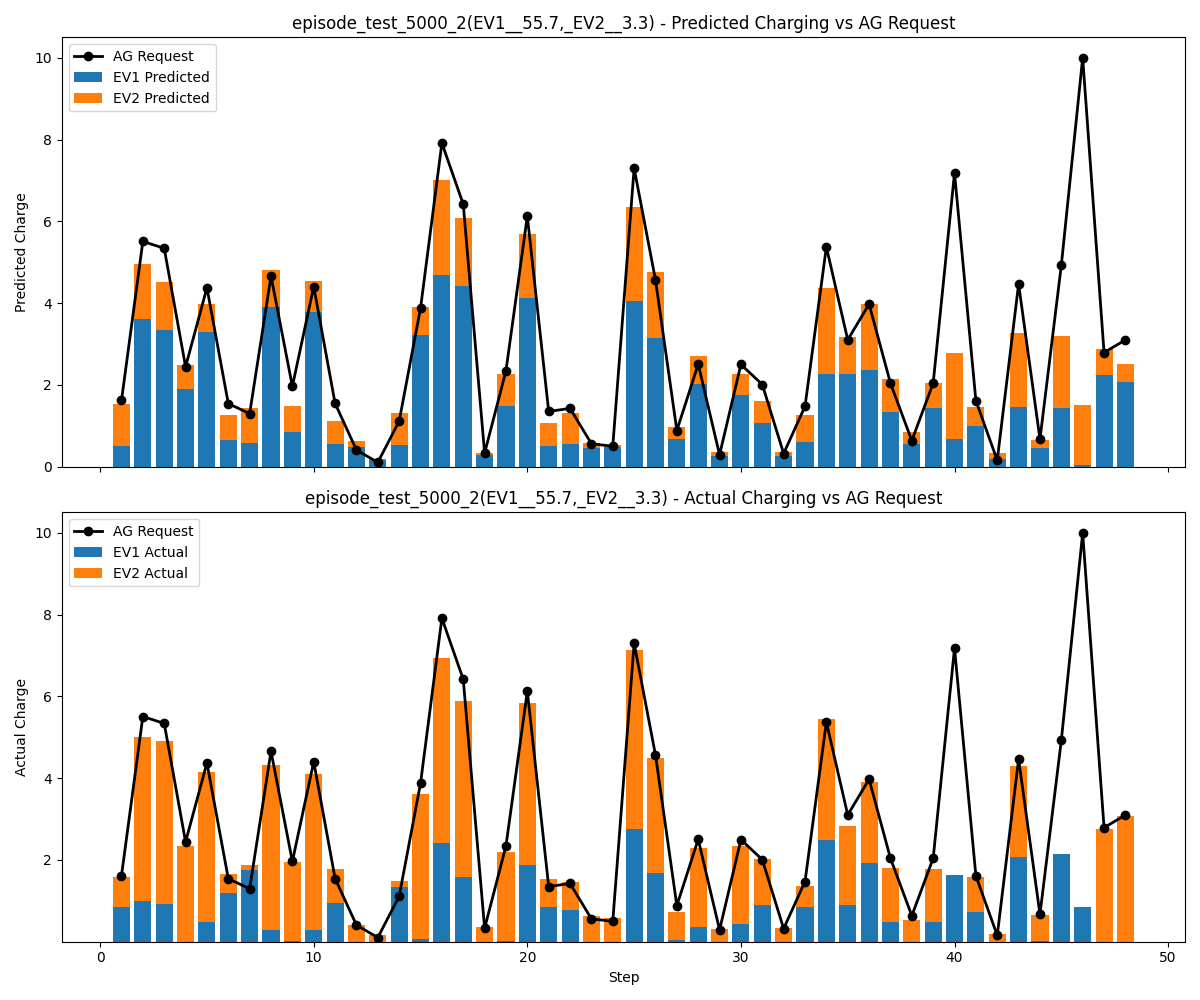 episode_test_5000_2(EV1__55.7,_EV2__3.3) - Predicted Charging vs AG Request
AG Request
EV1 Predicted
EV2 Predicted
Predicted Charge
10
8
6
4
2
0
episode_test_5000_2(EV1__55.7,_EV2__3.3) - Actual Charging vs AG Request
AG Request
EV1 Actual
EV2 Actual
Actual Charge
10
8
6
4
2
0
10
20
30
40
50
Step